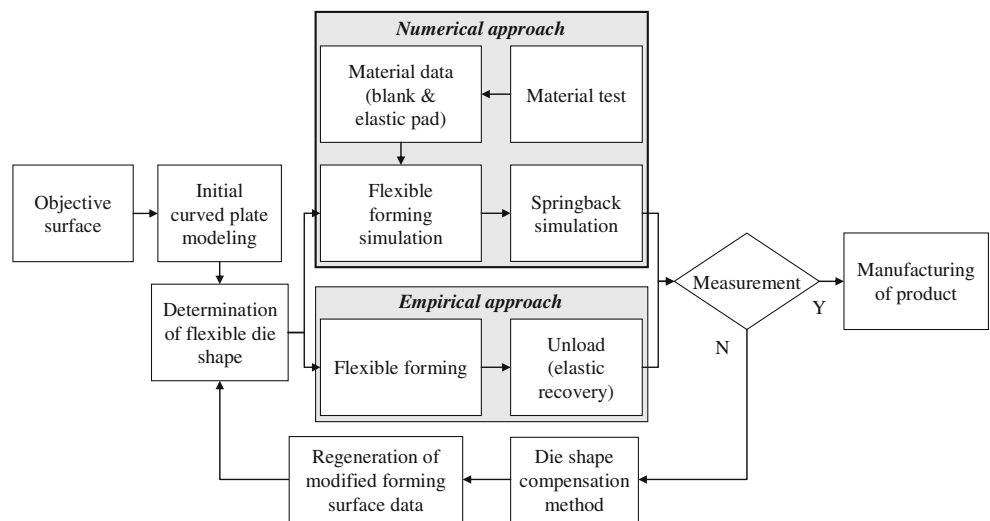 Numerical approach
Material data
(blank &
elastic pad)
Material test
Objective
surface
Initial
curved plate
modeling
Flexible
forming
simulation
Springback
simulation
Determination
of flexible die
shape
Measurement
Manufacturing
of product
Y
N
Empirical approach
Flexible forming
Unload
(elastic
recovery)
Regeneration of
modified forming
surface data
Die shape
compensation
method